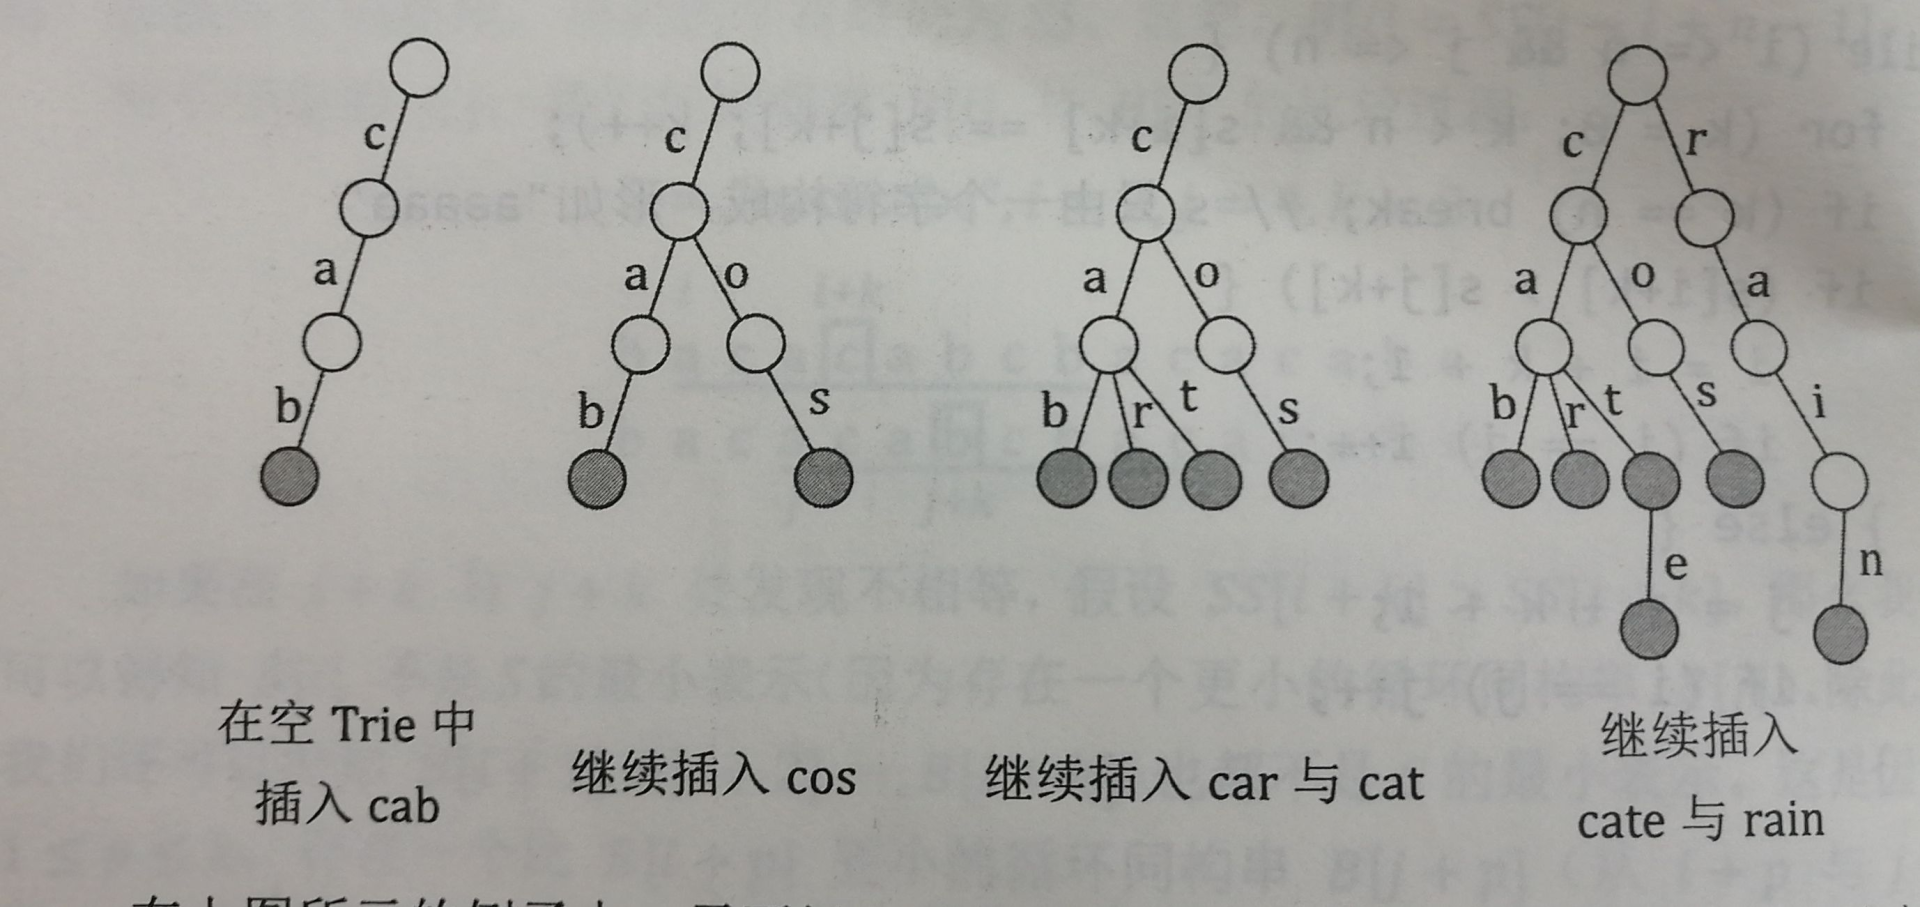 c
a
b
在空 Trie 中
插入 cab
c
a o
b s
继续插入 cos
c
a o
b r t s
继续插入 car 与 cat
c r
a o a
b r t s i
e n
继续插入
cate 与 rain